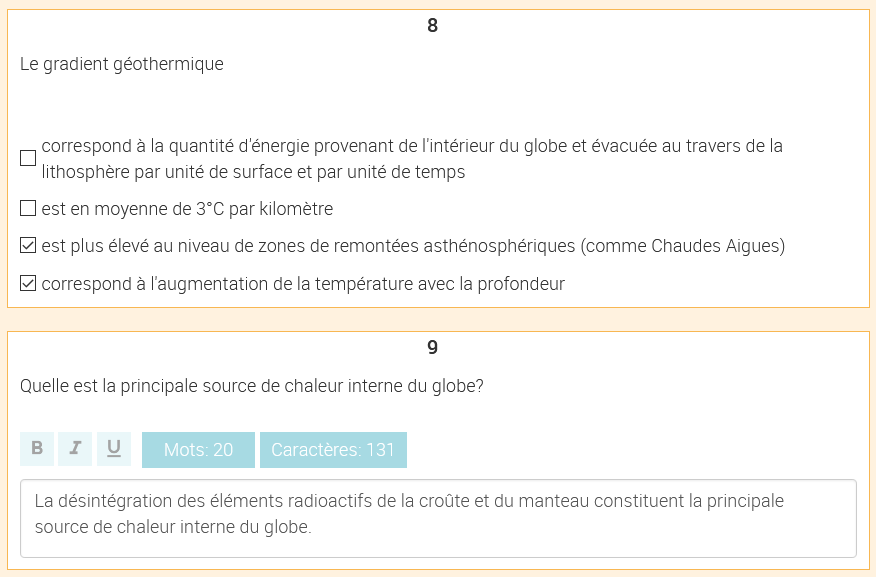 8
Le gradient géothermique
correspond à la quantité d'énergie provenant de l'intérieur du globe et évacuée au travers de la
lithosphère par unité de surface et par unité de temps
est en moyenne de 3°C par kilomètre
est plus élevé au niveau de zones de remontées asthénosphériques (comme Chaudes Aigues)
correspond à l'augmentation de la température avec la profondeur
9
Quelle est la principale source de chaleur interne du globe?
B I U Mots: 20 Caractères: 131
La désintégration des éléments radioactifs de la croûte et du manteau constituent la principale
source de chaleur interne du globe.